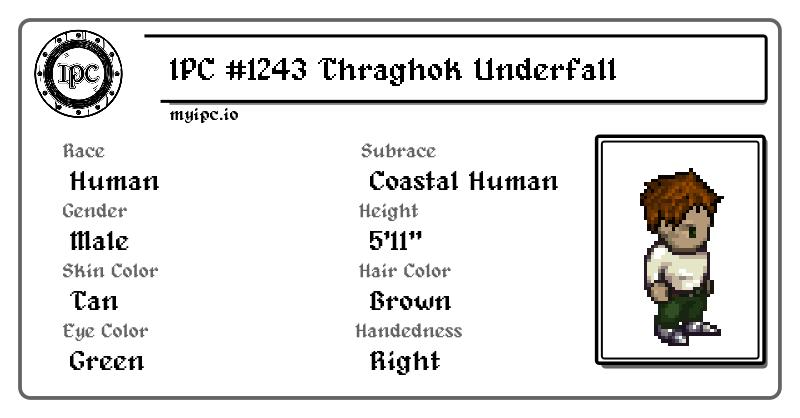 IPC
IPC #1243 Thraghok Underfall
myipc.io
Race
Subrace
Human
Coastal Human
Gender
Height
Male
5'11"
Skin Color
Hair Color
Tan
Brown
Eye Color
Handedness
Green
Right